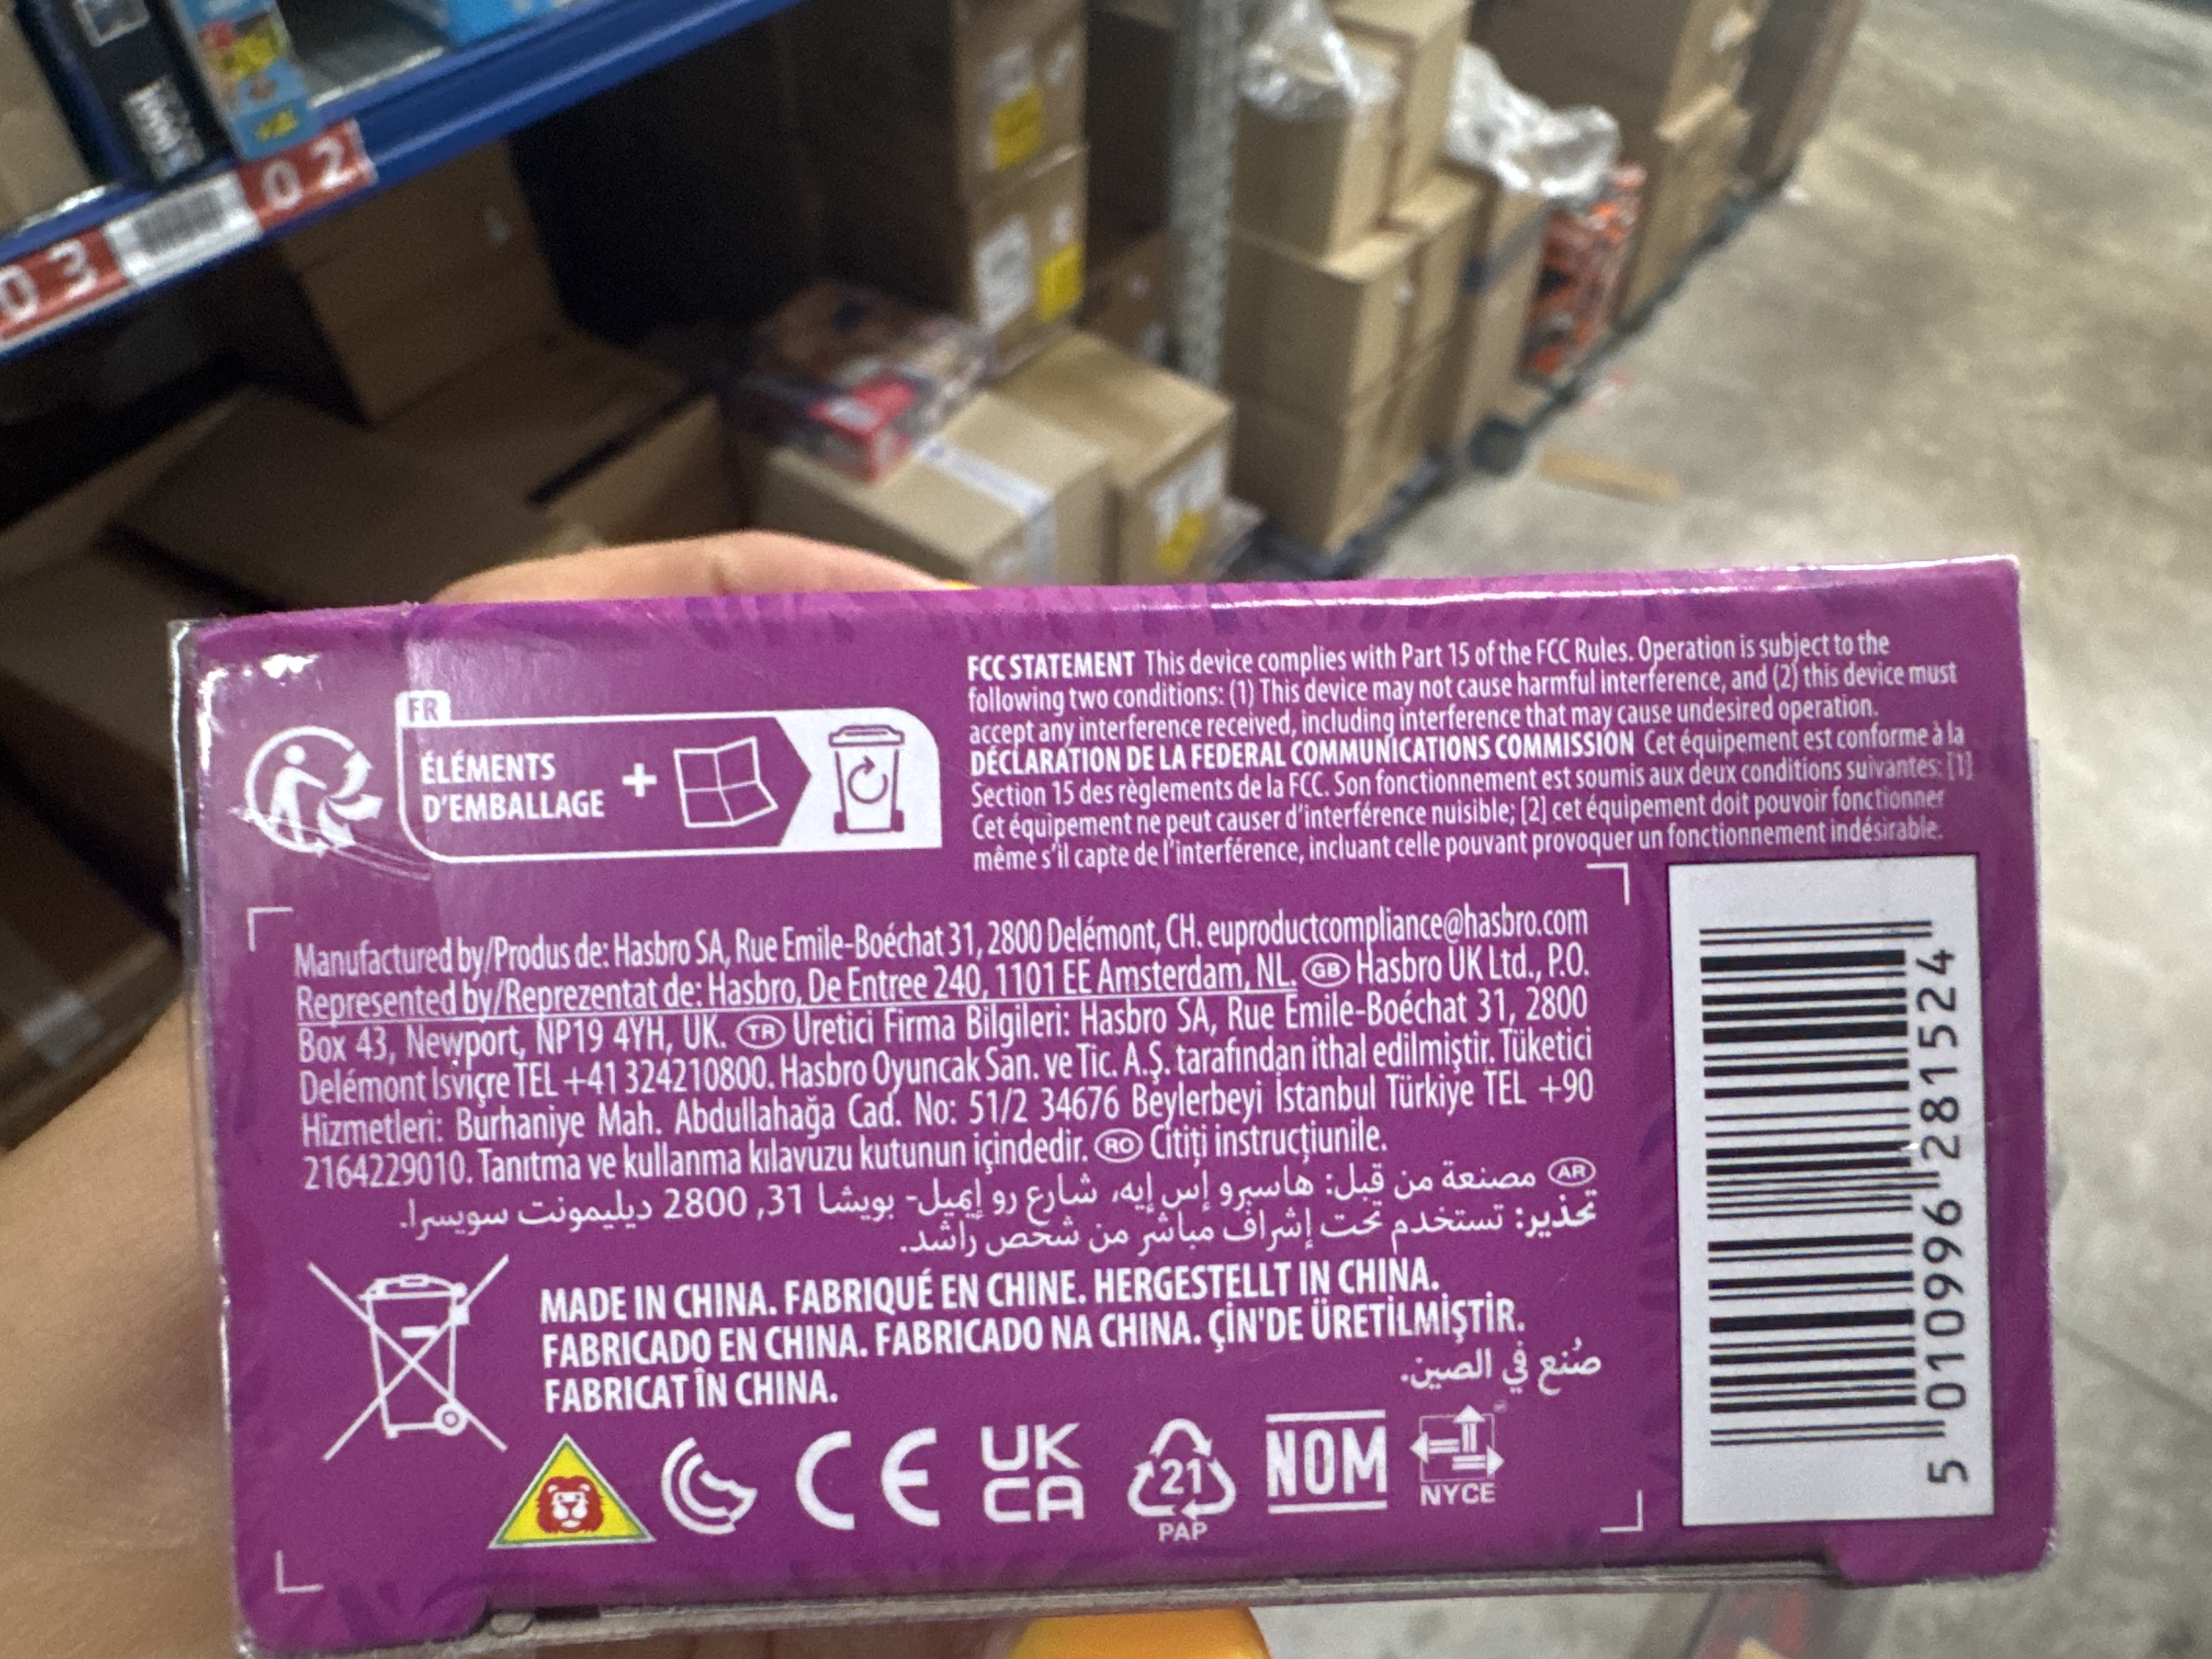 0 2
0 3
FCC STATEMENT This device complies with Part 15 of the FCC Rules. Operation is subject to the
following two conditions: (1) This device may not cause harmful interference, and (2) this device must
accept any interference received, including interference that may cause undesired operation.
DÉCLARATION DE LA FEDERAL COMMUNICATIONS COMMISSION Cet équipement est conforme à la
Section 15 des règlements de la FCC. Son fonctionnement est soumis aux deux conditions suivantes: [1]
Cet équipement ne peut causer d'interférence nuisible; [2] cet équipement doit pouvoir fonctionner
même s'il capte de l'interférence, incluant celle pouvant provoquer un fonctionnement indésirable.
FR
ÉLÉMENTS
D'EMBALLAGE +
Manufactured by/Produs de: Hasbro SA, Rue Emile-Boéchat 31, 2800 Delémont, CH. euproductcompliance@hasbro.com
Represented by/Reprezentat de: Hasbro, De Entree 240, 1101 EE Amsterdam, NL. GB Hasbro UK Ltd., P.O.
Box 43, Newport, NP19 4YH, UK. TR Üretici Firma Bilgileri: Hasbro SA, Rue Emile-Boéchat 31, 2800
Delémont İsviçre TEL +41 324210800. Hasbro Oyuncak San. ve Tic. A.Ş. tarafından ithal edilmiştir. Tüketici
Hizmetleri: Burhaniye Mah. Abdullahağa Cad. No: 51/2 34676 Beylerbeyi İstanbul Türkiye TEL +90
2164229010. Tanıtma ve kullanma kılavuzu kutunun içindedir. RO Citiți instrucțiunile.
AR مصنعة من قبل: هاسبرو إس إيه، شارع رو إيميل- بويشا 31, 2800 ديليمونت سويسرا.
تحذير: تستخدم تحت إشراف مباشر من شخص راشد.
MADE IN CHINA. FABRIQUÉ EN CHINE. HERGESTELLT IN CHINA.
FABRICADO EN CHINA. FABRICADO NA CHINA. ÇİN'DE ÜRETİLMİŞTİR.
FABRICAT ÎN CHINA.
صُنع في الصين.
CE
UK
CA
21
PAP
NOM
NYCE
5 010996 281524